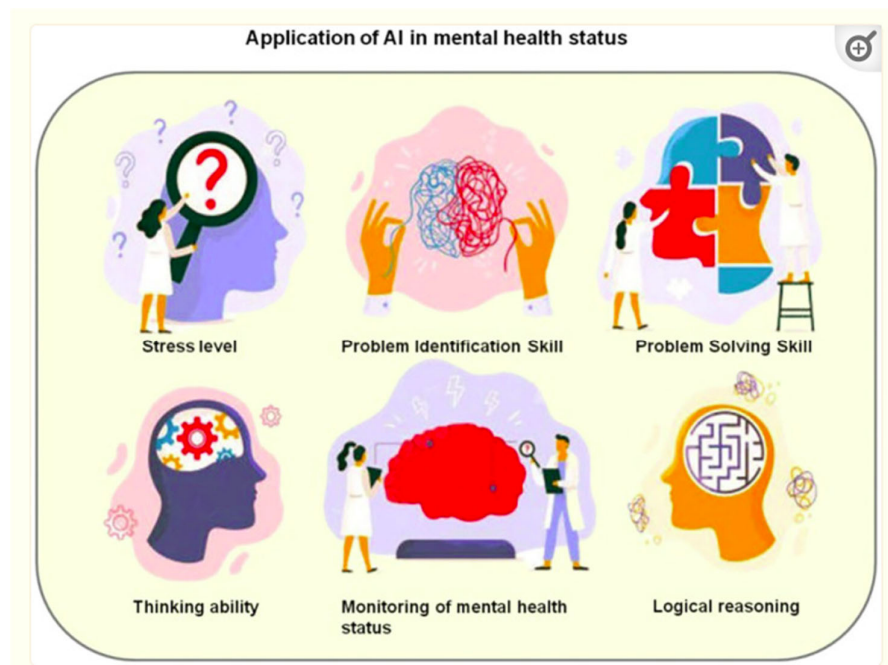 Application of AI in mental health status
? ? ? ? ? ? ?
Stress level
Problem Identification Skill
Problem Solving Skill
?
Thinking ability
Monitoring of mental health
status
Logical reasoning